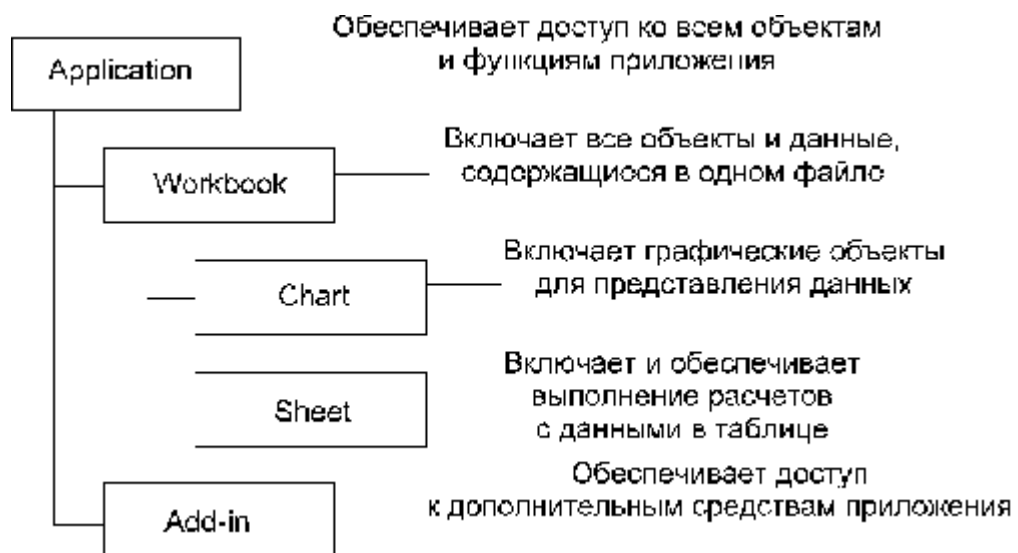 Обеспечивает доступ ко всем объектам
и функциям приложения
Application
Включает все объекты и данные,
содержащиеся в одном файле
Workbook
Включает графические объекты
для представления данных
Chart
Включает и обеспечивает
выполнение расчетов
с данными в таблице
Sheet
Обеспечивает доступ
к дополнительным средствам приложения
Add-in